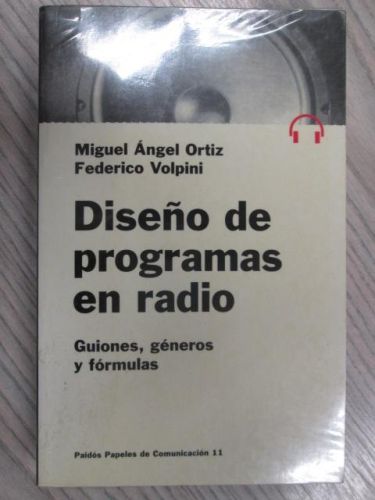 Miguel Ángel Ortiz
Federico Volpini
Diseño de
programas
en radio
Guiones, géneros
y fórmulas
Paidós Papeles de Comunicación 11